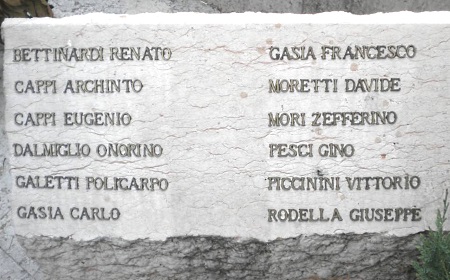 BETTINARDI RENATO
CAPPI ARCHINTO
CAPPI EUGENIO
DALMIGLIO ONORINO
GALETTI POLICARPO
GASIA CARLO
GASIA FRANCESCO
MORETTI DAVIDE
MORI ZEFFERINO
PESCI GINO
PICCININI VITTORIO
RODELLA GIUSEPPE